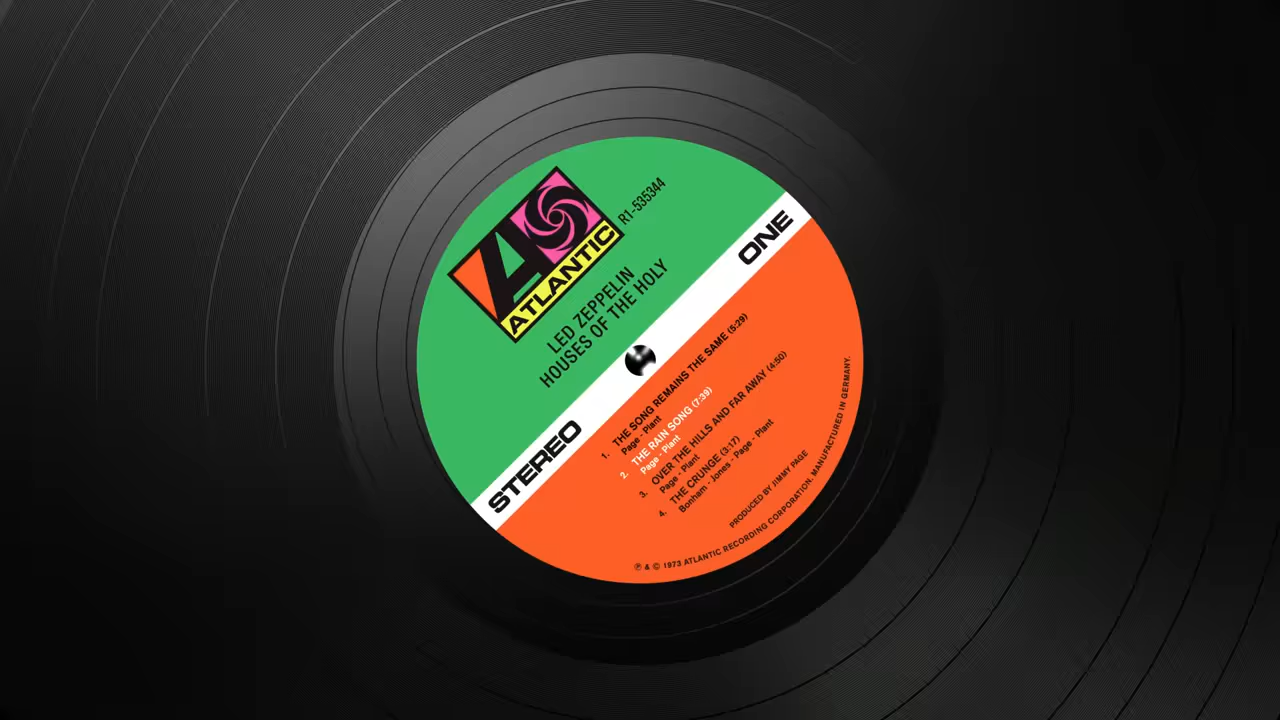 ATLANTIC
R1-535344
LED ZEPPELIN
HOUSES OF THE HOLY
STEREO
ONE
1. THE SONG REMAINS THE SAME (5:29)
Page - Plant
2. THE RAIN SONG (7:39)
Page - Plant
3. OVER THE HILLS AND FAR AWAY (4:50)
Page - Plant
4. THE CRUNGE (3:17)
Bonham - Jones - Page - Plant
PRODUCED BY JIMMY PAGE
℗ & © 1973 ATLANTIC RECORDING CORPORATION. MANUFACTURED IN GERMANY.